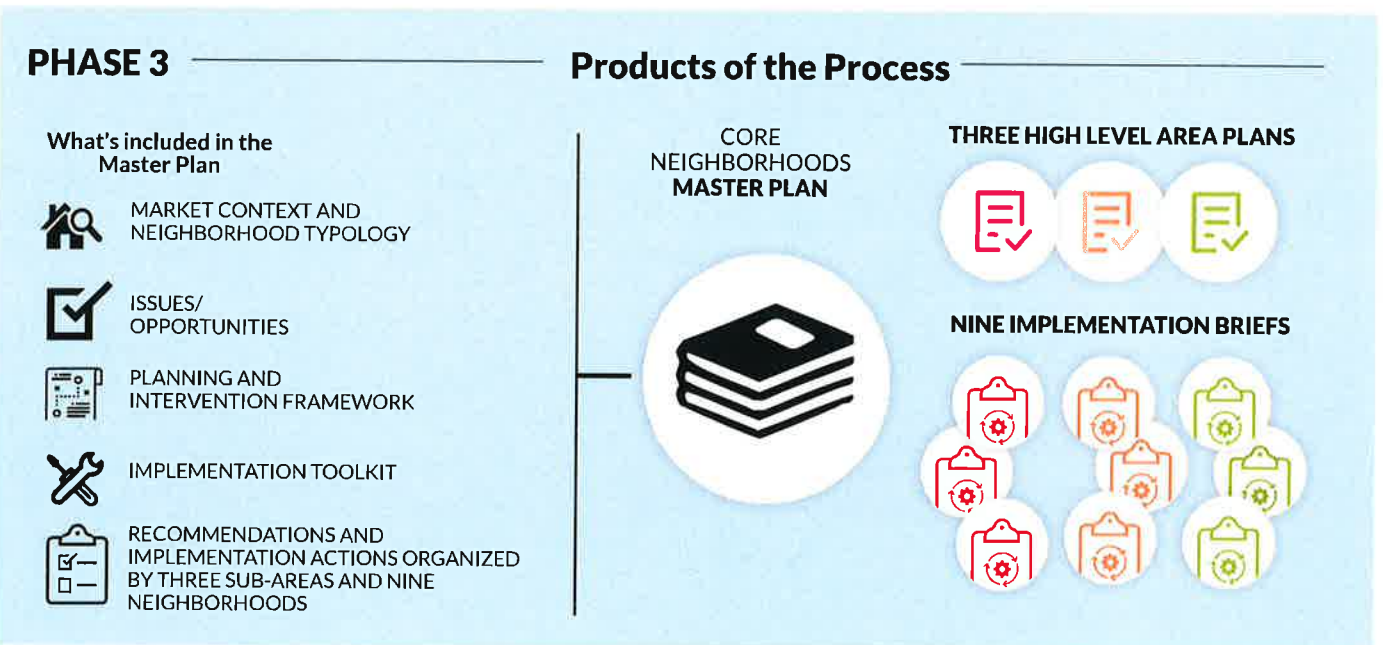 PHASE 3
Products of the Process
What's included in the
Master Plan
MARKET CONTEXT AND
NEIGHBORHOOD TYPOLOGY
ISSUES/
OPPORTUNITIES
PLANNING AND
INTERVENTION FRAMEWORK
IMPLEMENTATION TOOLKIT
RECOMMENDATIONS AND
IMPLEMENTATION ACTIONS ORGANIZED
BY THREE SUB-AREAS AND NINE
NEIGHBORHOODS
CORE
NEIGHBORHOODS
MASTER PLAN
THREE HIGH LEVEL AREA PLANS
NINE IMPLEMENTATION BRIEFS